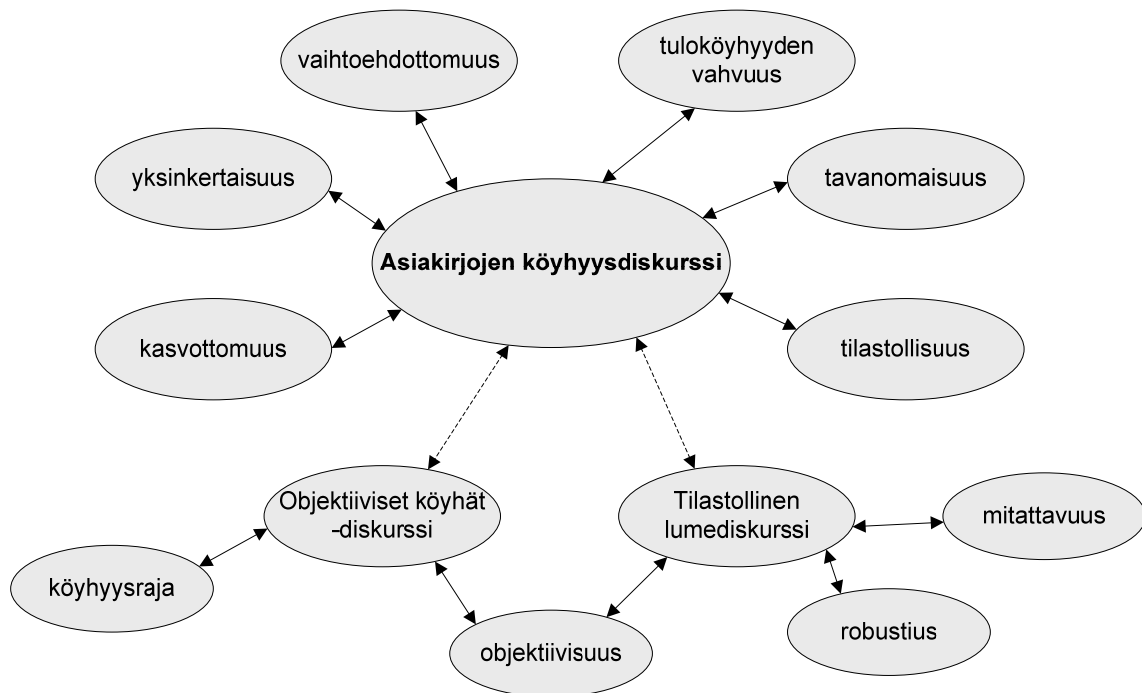 vaihtoehdottomuus
tuloköyhyyden
vahvuus
yksinkertaisuus
tavanomaisuus
Asiakirjojen köyhyysdiskurssi
kasvottomuus
tilastollisuus
Objektiiviset köyhät
-diskurssi
Tilastollinen
lumediskurssi
mitattavuus
köyhyysraja
objektiivisuus
robustius